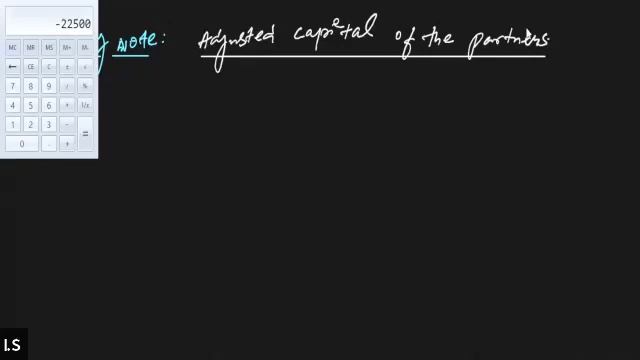 -22500
Note: Adjusted capital of the partners.
MC MR MS M+ M-
← CE C ± √
7 8 9 / %
4 5 6 * 1/x
1 2 3 - =
0 . +
I.S